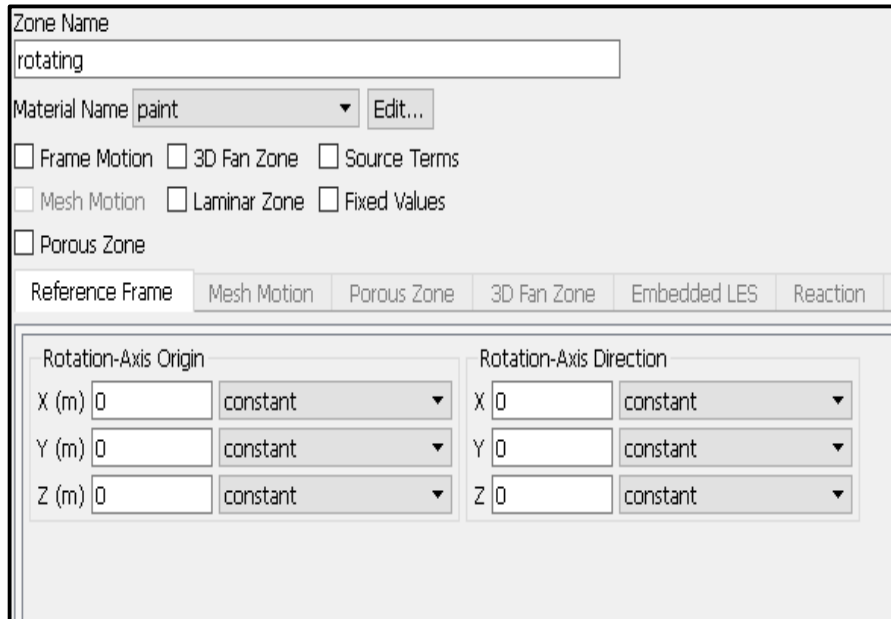 Zone Name
rotating
Material Name paint Edit...
Frame Motion 3D Fan Zone Source Terms
Mesh Motion Laminar Zone Fixed Values
Porous Zone
Reference Frame Mesh Motion Porous Zone 3D Fan Zone Embedded LES Reaction
Rotation-Axis Origin Rotation-Axis Direction
X (m) 0 constant X 0 constant
Y (m) 0 constant Y 0 constant
Z (m) 0 constant Z 0 constant